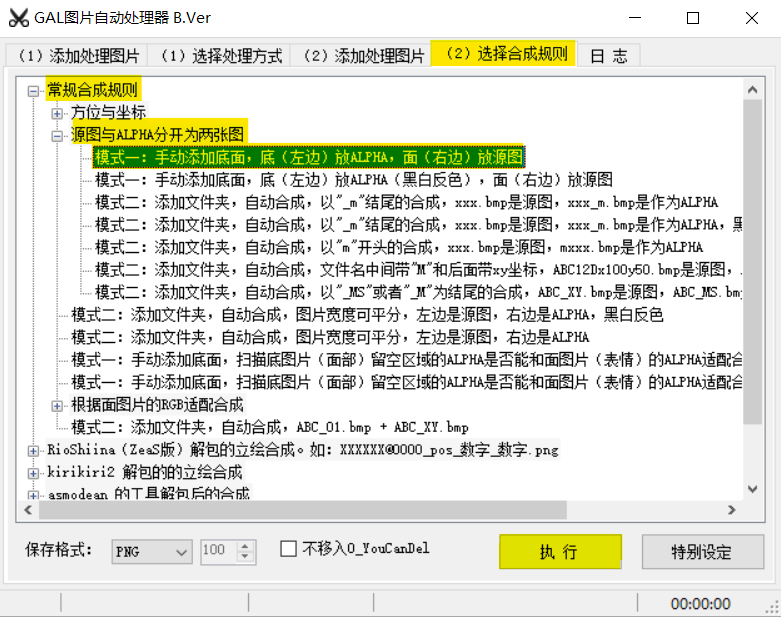 GAL图片自动处理器 B.Ver
(1) 添加处理图片 (1) 选择处理方式 (2) 添加处理图片 (2) 选择合成规则 日 志
常规合成规则
方位与坐标
源图与ALPHA分开为两张图
模式一: 手动添加底面, 底 (左边) 放ALPHA, 面 (右边) 放源图
模式一: 手动添加底面, 底 (左边) 放ALPHA (黑白反色) , 面 (右边) 放源图
模式二: 添加文件夹, 自动合成, 以"_m"结尾的合成, xxx.bmp是源图, xxx_m.bmp是作为ALPHA
模式二: 添加文件夹, 自动合成, 以"_m"结尾的合成, xxx.bmp是源图, xxx_m.bmp是作为ALPHA, 黑
模式二: 添加文件夹, 自动合成, 以"m"开头的合成, xxx.bmp是源图, mxxx.bmp是作为ALPHA
模式二: 添加文件夹, 自动合成, 文件名中间带"M"和后面带xy坐标, ABC12Dx100y50.bmp是源图,
模式二: 添加文件夹, 自动合成, 以"_MS"或者"_M"为结尾的合成, ABC_XY.bmp是源图, ABC_MS.bm
模式二: 添加文件夹, 自动合成, 图片宽度可平分, 左边是源图, 右边是ALPHA, 黑白反色
模式二: 添加文件夹, 自动合成, 图片宽度可平分, 左边是源图, 右边是ALPHA
模式一: 手动添加底面, 扫描底图片 (面部) 留空区域的ALPHA是否能和面图片 (表情) 的ALPHA适配合
模式一: 手动添加底面, 扫描底图片 (面部) 留空区域的ALPHA是否能和面图片 (表情) 的ALPHA适配合
根据面图片的RGB适配合成
模式二: 添加文件夹, 自动合成, ABC_01.bmp + ABC_XY.bmp
RioShiina (ZeaS版) 解包的立绘合成。如: XXXXXX@0000_pos_数字_数字.png
kirikiri2 解包的的立绘合成
asmodean 的工具解包后的合成
保存格式: PNG 100 不移入0_YouCanDel 执 行 特别设定
00:00:00